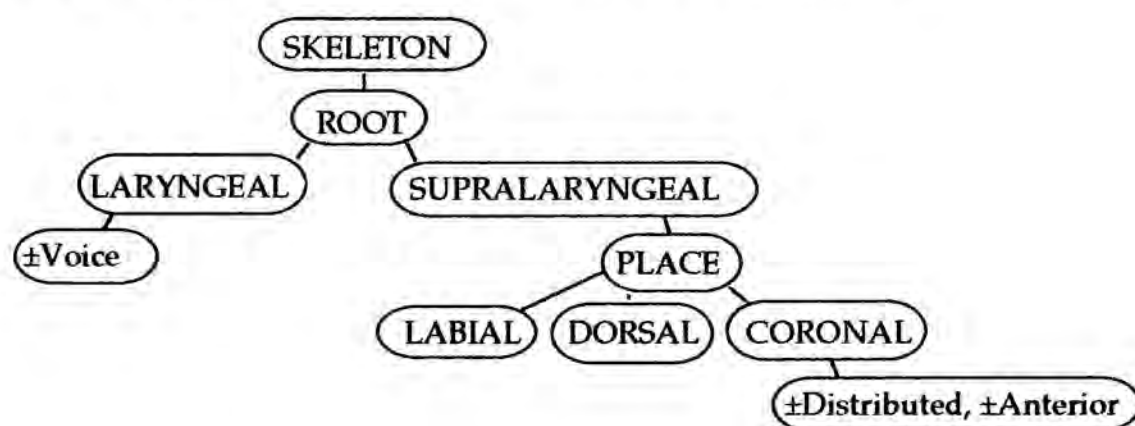 SKELETON
ROOT
LARYNGEAL SUPRALARYNGEAL
±Voice PLACE
LABIAL DORSAL CORONAL
±Distributed, ±Anterior